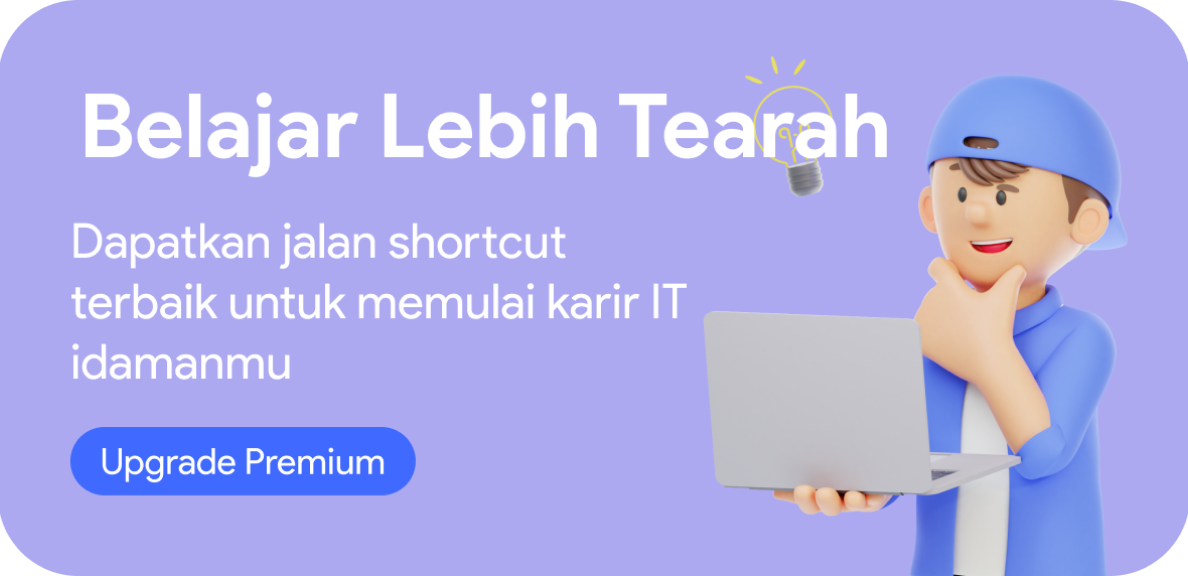 Belajar Lebih Tearah
Dapatkan jalan shortcut
terbaik untuk memulai karir IT
idamanmu
Upgrade Premium